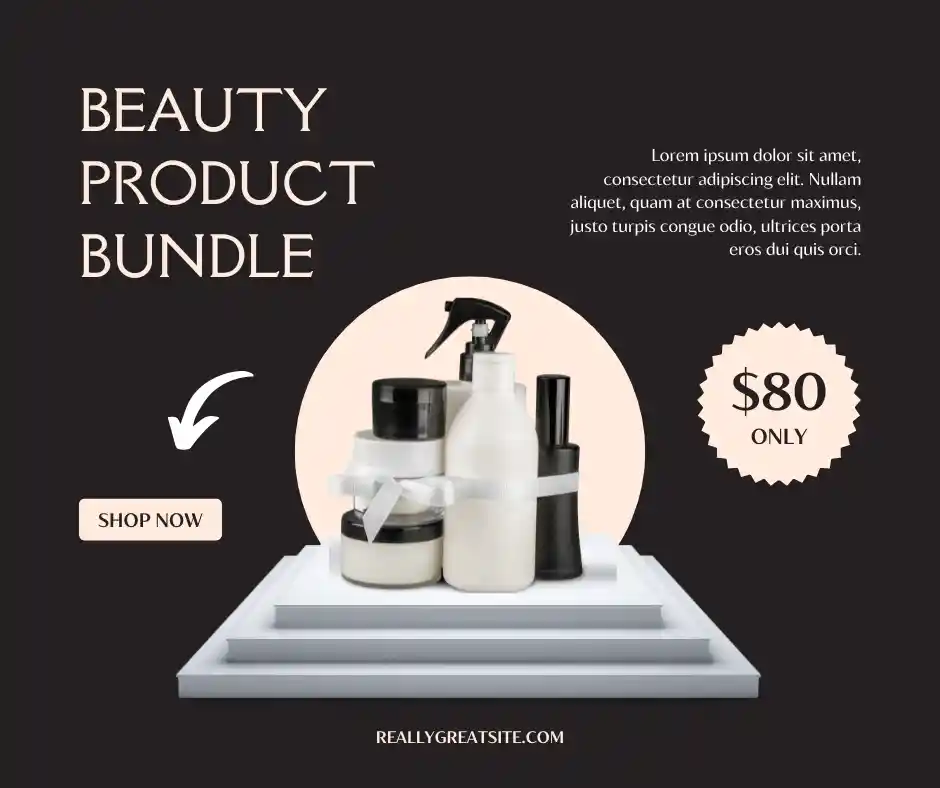 BEAUTY
PRODUCT
BUNDLE
Lorem ipsum dolor sit amet,
consectetur adipiscing elit. Nullam
aliquet, quam at consectetur maximus,
justo turpis congue odio, ultrices porta
eros dui quis orci.
$80
ONLY
SHOP NOW
REALLYGREATSITE.COM